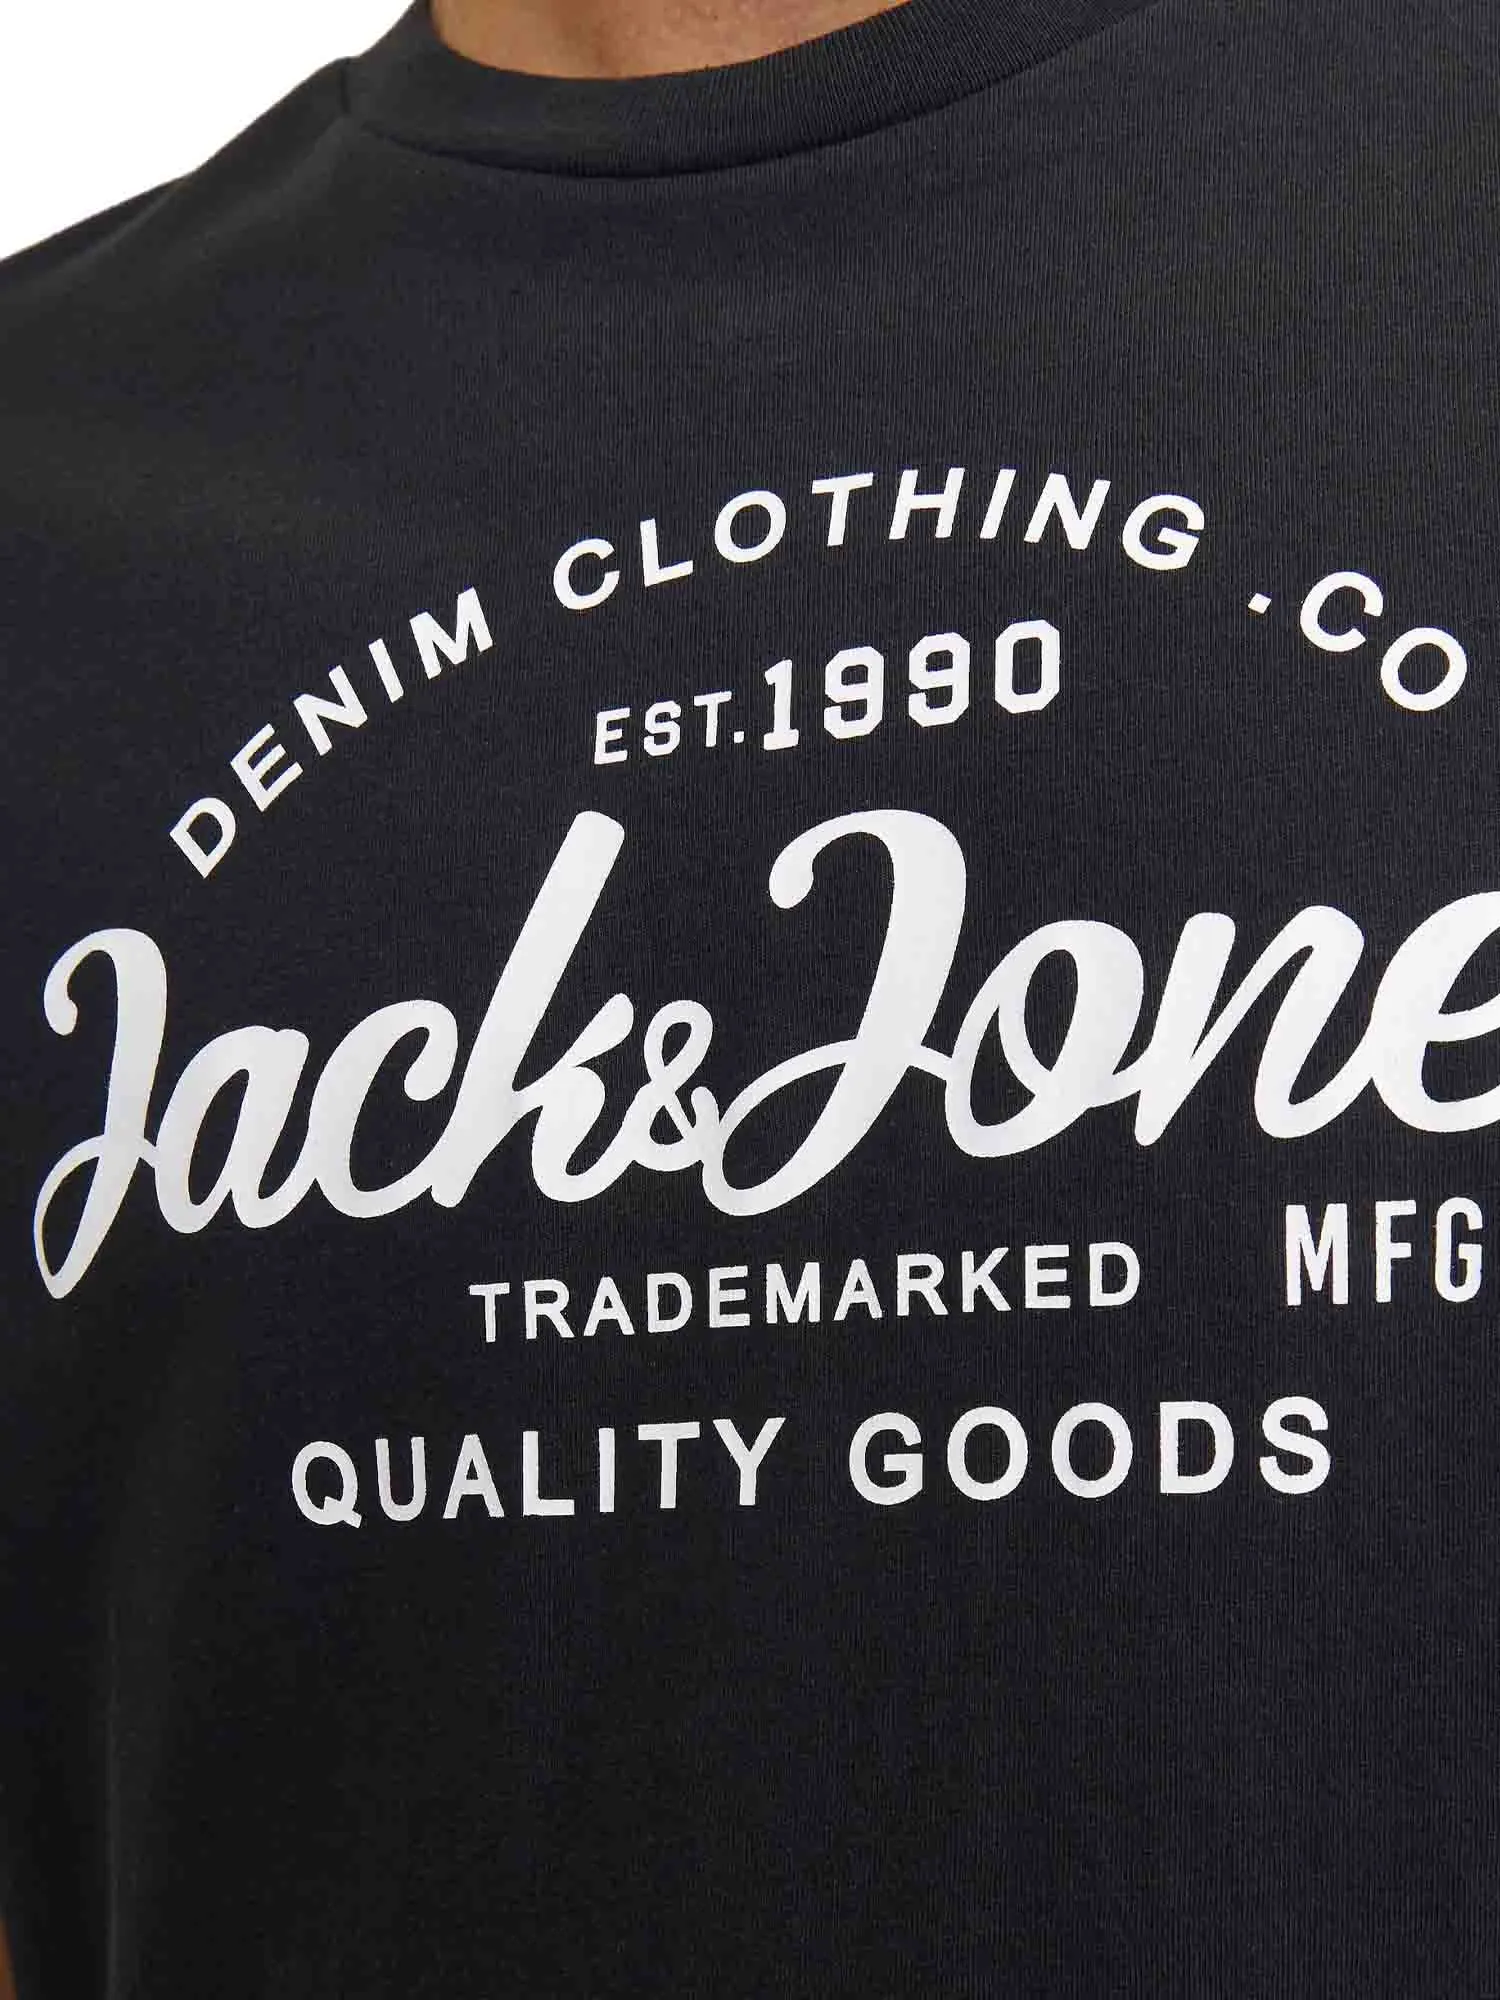 DENIM CLOTHING .CO
EST. 1990
Jack & Jone
TRADEMARKED MFG
QUALITY GOODS